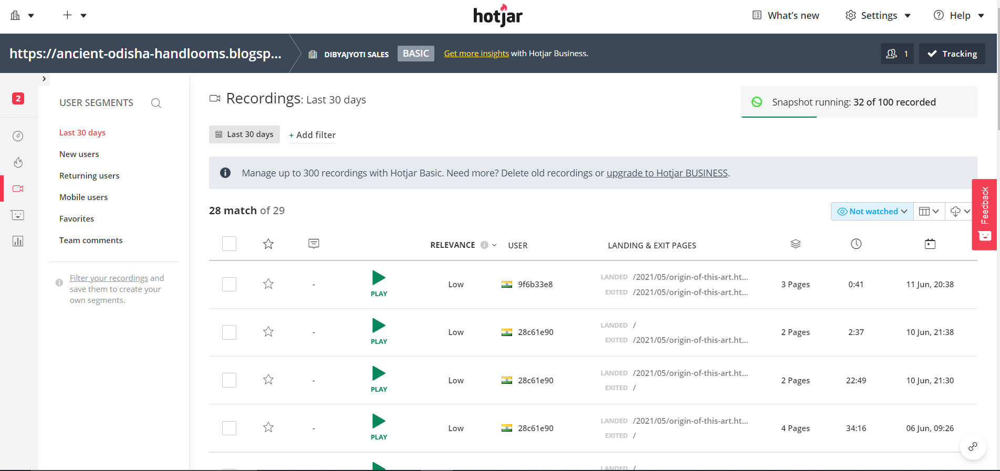 hotjar
What's new
Settings
Help
https://ancient-odisha-handlooms.blogsp...
DIBYAJYOTI SALES
BASIC
Get more insights with Hotjar Business.
1
Tracking
2
USER SEGMENTS
Last 30 days
New users
Returning users
Mobile users
Favorites
Team comments
Filter your recordings and
save them to create your
own segments.
Recordings: Last 30 days
Snapshot running: 32 of 100 recorded
Last 30 days
+ Add filter
Manage up to 300 recordings with Hotjar Basic. Need more? Delete old recordings or upgrade to Hotjar BUSINESS.
28 match of 29
Not watched
Feedback
RELEVANCE USER LANDING & EXIT PAGES
LANDED /2021/05/origin-of-this-art.ht...
- PLAY Low 9f6b33e8 3 Pages 0:41 11 Jun, 20:38
EXITED /2021/05/origin-of-this-art.ht...
LANDED /
- PLAY Low 28c61e90 2 Pages 2:37 10 Jun, 21:38
EXITED /2021/05/origin-of-this-art.ht...
LANDED /2021/05/origin-of-this-art.ht...
- PLAY Low 28c61e90 2 Pages 22:49 10 Jun, 21:30
EXITED /
LANDED /2021/05/origin-of-this-art.ht...
- PLAY Low 28c61e90 4 Pages 34:16 06 Jun, 09:26
EXITED /
LANDED /